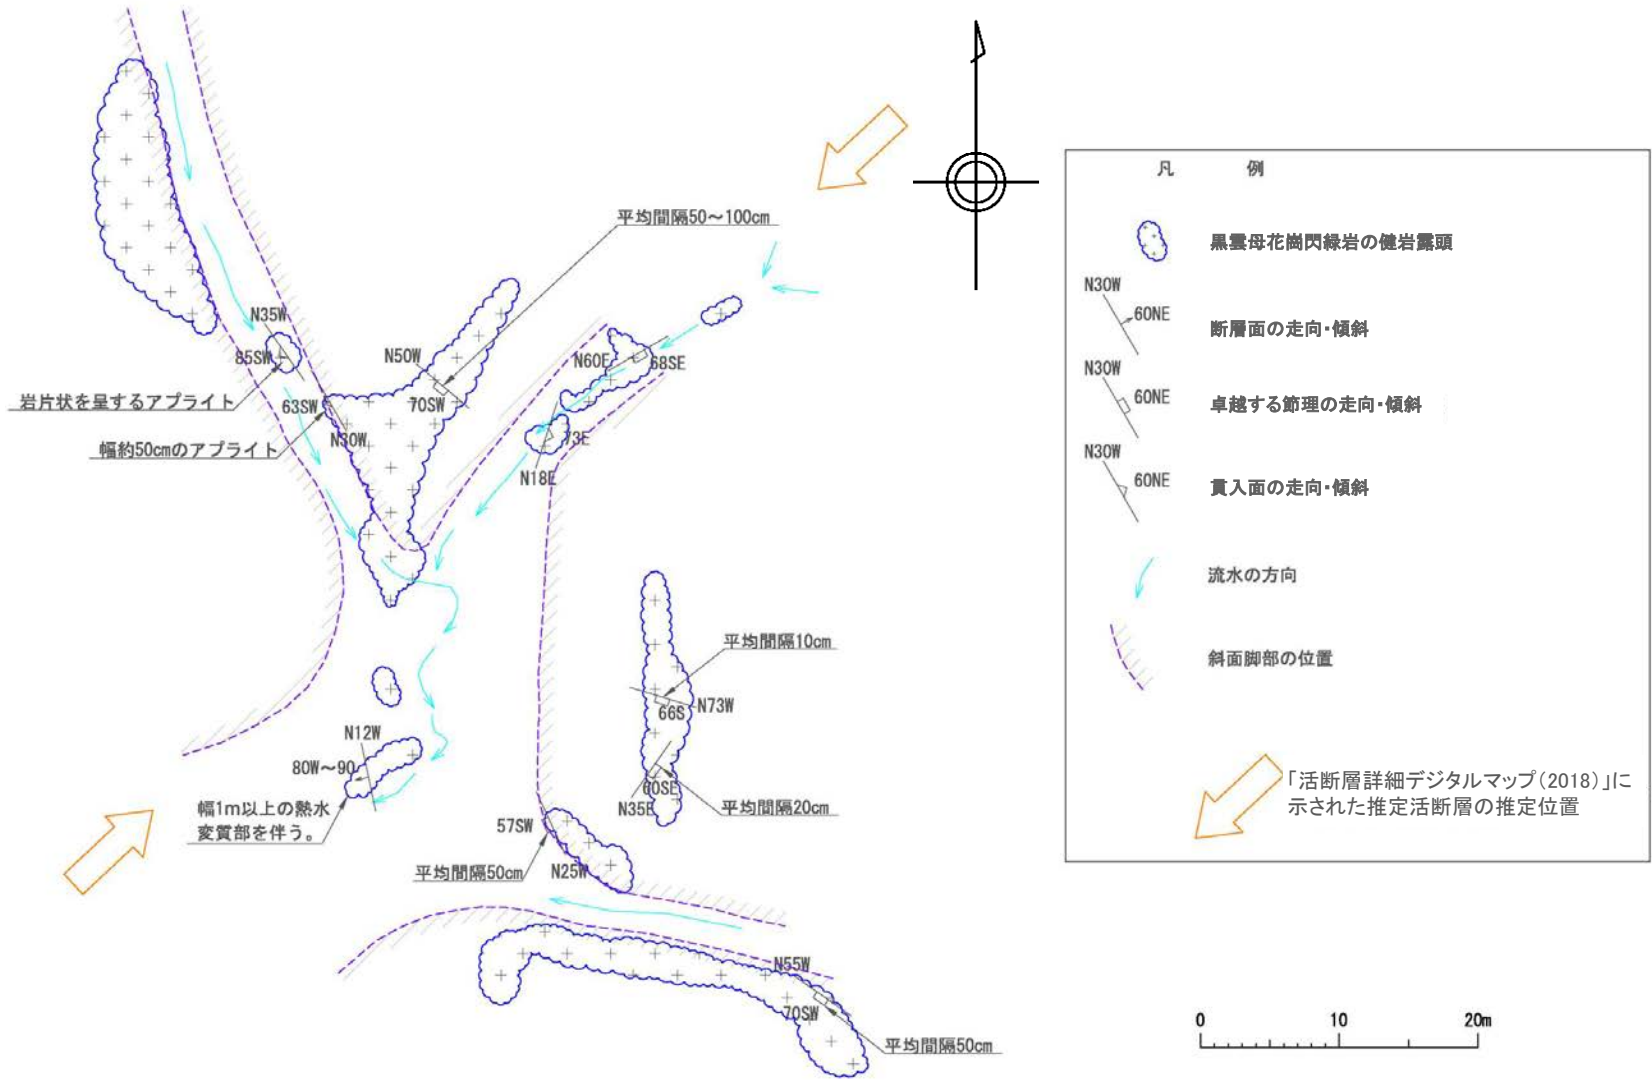 平均間隔50～100cm
N35W
85SW
岩片状を呈するアプライト
63SW
幅約50cmのアプライト
N30W
N50W
70SW
N60E
68SE
73E
N18E
平均間隔10cm
66S
N73W
60SE
N35E
平均間隔20cm
N12W
80W～90
幅1m以上の熱水
変質部を伴う。
57SW
平均間隔50cm
N25W
N55W
70SW
平均間隔50cm
凡 例
黒雲母花崗閃緑岩の健岩露頭
N30W
60NE
断層面の走向・傾斜
N30W
60NE
卓越する節理の走向・傾斜
N30W
60NE
貫入面の走向・傾斜
流水の方向
斜面脚部の位置
「活断層詳細デジタルマップ（2018）」に
示された推定活断層の推定位置
0 10 20m